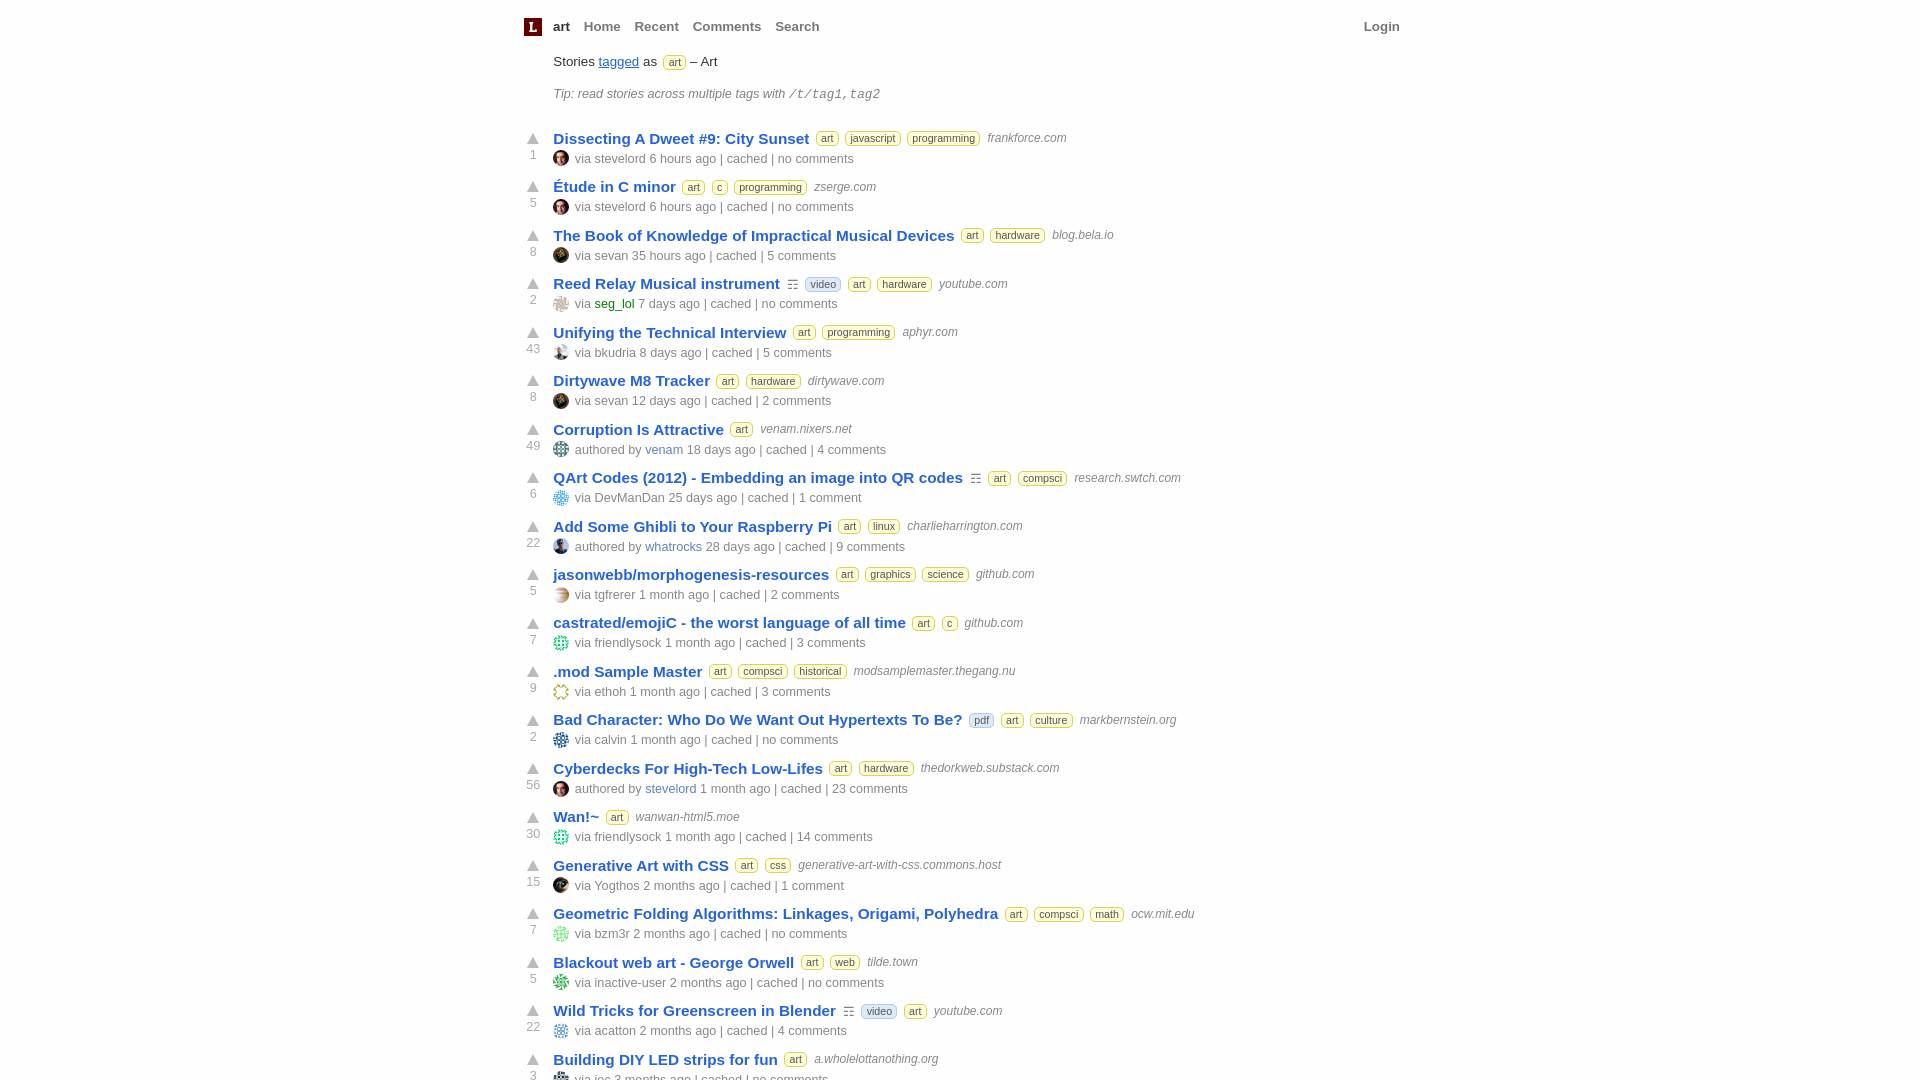 L art Home Recent Comments Search Login
Stories tagged as art – Art
Tip: read stories across multiple tags with /t/tag1,tag2
Dissecting A Dweet #9: City Sunset art javascript programming frankforce.com
1 via stevelord 6 hours ago | cached | no comments
Étude in C minor art c programming zserge.com
5 via stevelord 6 hours ago | cached | no comments
The Book of Knowledge of Impractical Musical Devices art hardware blog.bela.io
8 via sevan 35 hours ago | cached | 5 comments
Reed Relay Musical instrument ☶ video art hardware youtube.com
2 via seg_lol 7 days ago | cached | no comments
Unifying the Technical Interview art programming aphyr.com
43 via bkudria 8 days ago | cached | 5 comments
Dirtywave M8 Tracker art hardware dirtywave.com
8 via sevan 12 days ago | cached | 2 comments
Corruption Is Attractive art venam.nixers.net
49 authored by venam 18 days ago | cached | 4 comments
QArt Codes (2012) - Embedding an image into QR codes ☶ art compsci research.swtch.com
6 via DevManDan 25 days ago | cached | 1 comment
Add Some Ghibli to Your Raspberry Pi art linux charlieharrington.com
22 authored by whatrocks 28 days ago | cached | 9 comments
jasonwebb/morphogenesis-resources art graphics science github.com
5 via tgfrerer 1 month ago | cached | 2 comments
castrated/emojiC - the worst language of all time art c github.com
7 via friendlysock 1 month ago | cached | 3 comments
.mod Sample Master art compsci historical modsamplemaster.thegang.nu
9 via ethoh 1 month ago | cached | 3 comments
Bad Character: Who Do We Want Out Hypertexts To Be? pdf art culture markbernstein.org
2 via calvin 1 month ago | cached | no comments
Cyberdecks For High-Tech Low-Lifes art hardware thedorkweb.substack.com
56 authored by stevelord 1 month ago | cached | 23 comments
Wan!~ art wanwan-html5.moe
30 via friendlysock 1 month ago | cached | 14 comments
Generative Art with CSS art css generative-art-with-css.commons.host
15 via Yogthos 2 months ago | cached | 1 comment
Geometric Folding Algorithms: Linkages, Origami, Polyhedra art compsci math ocw.mit.edu
7 via bzm3r 2 months ago | cached | no comments
Blackout web art - George Orwell art web tilde.town
5 via inactive-user 2 months ago | cached | no comments
Wild Tricks for Greenscreen in Blender ☶ video art youtube.com
22 via acatton 2 months ago | cached | 4 comments
Building DIY LED strips for fun art a.wholelottanothing.org
3 via joc 3 months ago | cached | no comments